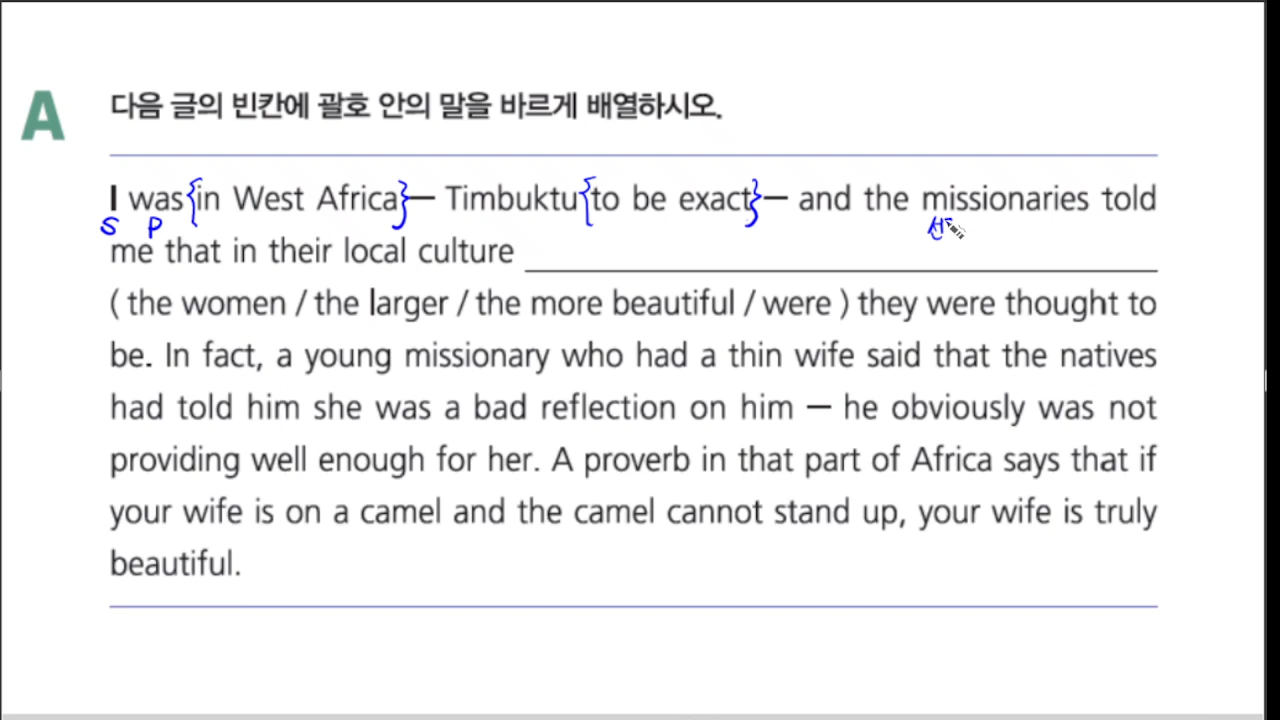 A 다음 글의 빈칸에 괄호 안의 말을 바르게 배열하시오.
I was{in West Africa}— Timbuktu{to be exact}— and the missionaries told
S P 선
me that in their local culture
( the women / the larger / the more beautiful / were ) they were thought to
be. In fact, a young missionary who had a thin wife said that the natives
had told him she was a bad reflection on him — he obviously was not
providing well enough for her. A proverb in that part of Africa says that if
your wife is on a camel and the camel cannot stand up, your wife is truly
beautiful.